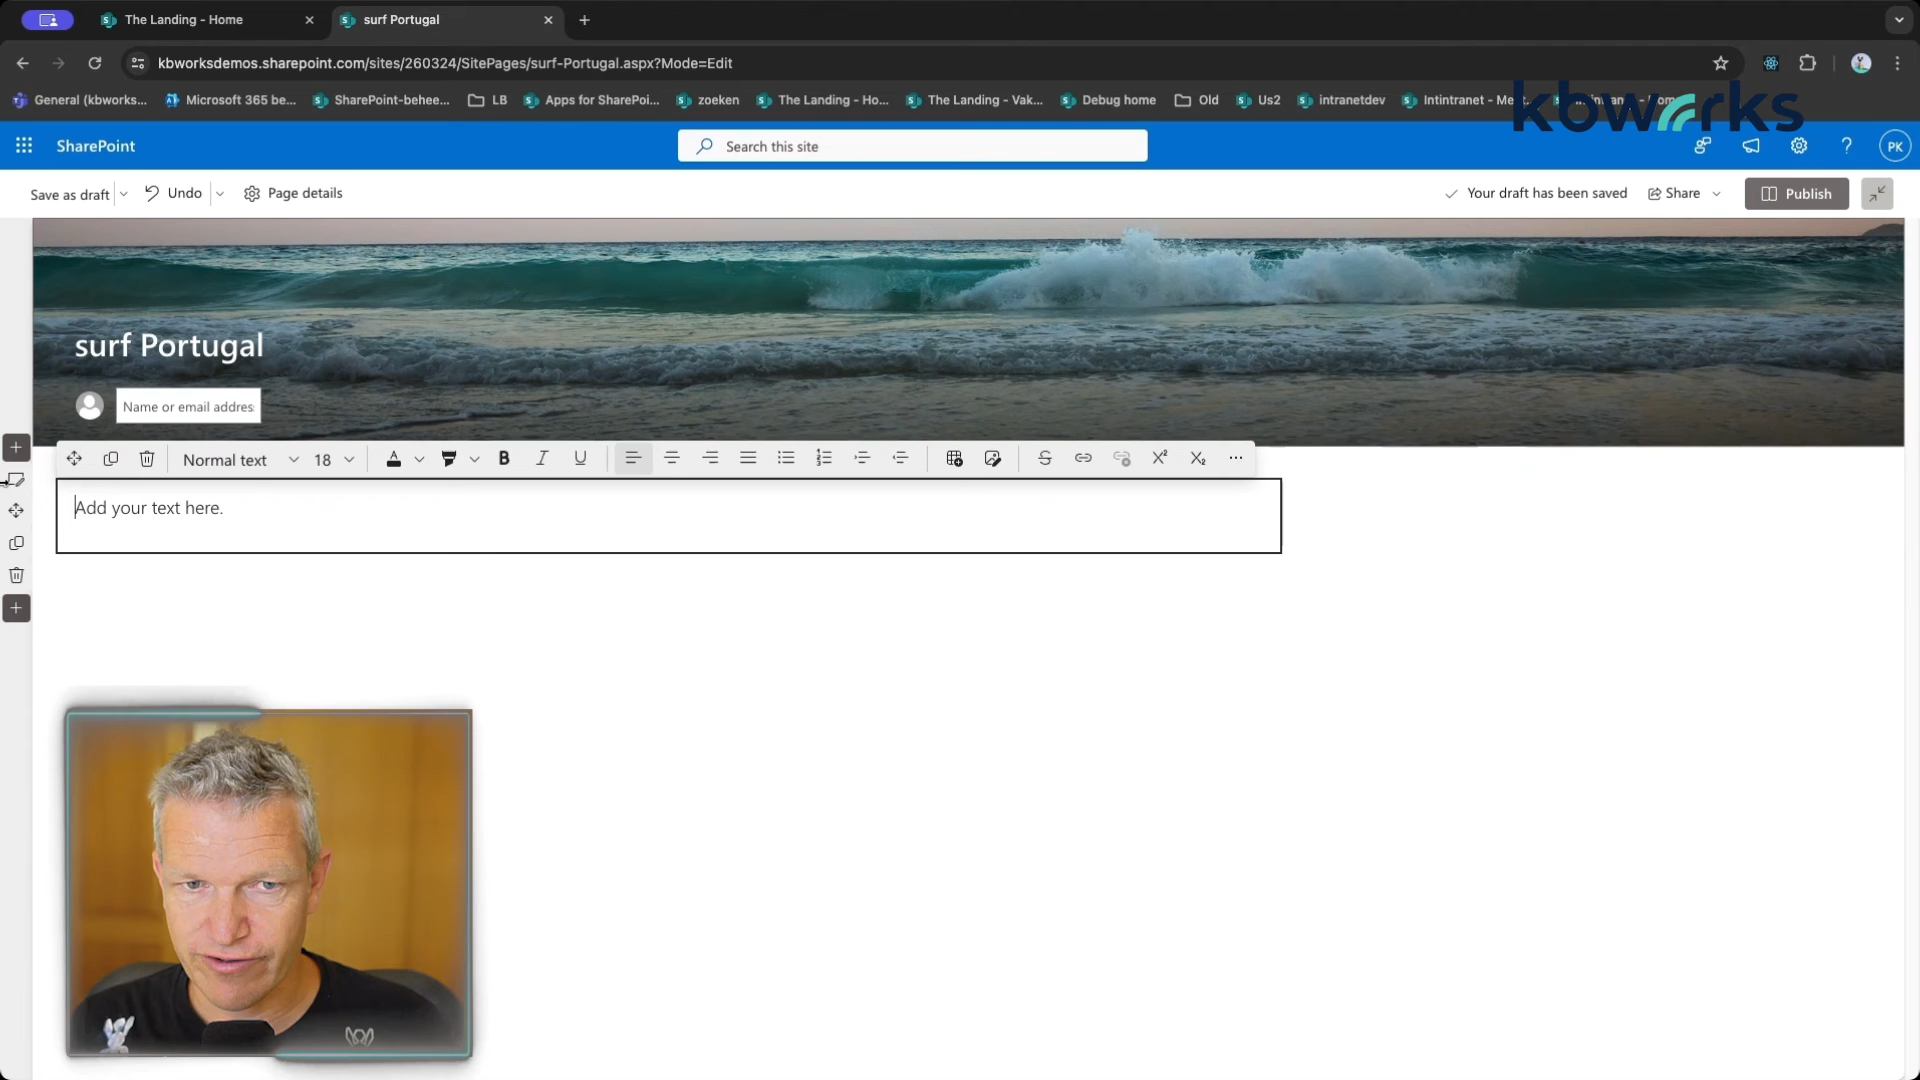 The Landing - Home
surf Portugal
kbworksdemos.sharepoint.com/sites/260324/SitePages/surf-Portugal.aspx?Mode=Edit
General (kbworks... Microsoft 365 be... SharePoint-behee... LB Apps for SharePoi... zoeken The Landing - Ho... The Landing - Vak... Debug home Old Us2 intranetdev Intintranet - Me...
kbworks
SharePoint
Search this site
PK
Save as draft Undo Page details
Your draft has been saved Share Publish
surf Portugal
Name or email addres
Normal text 18
Add your text here.